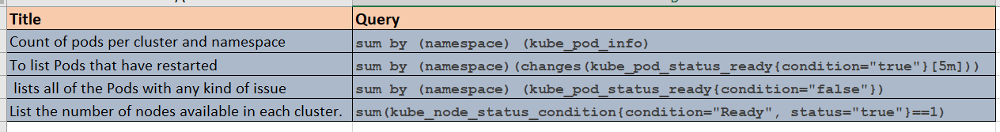 Title Query
Count of pods per cluster and namespace sum by (namespace) (kube_pod_info)
To list Pods that have restarted sum by (namespace)(changes(kube_pod_status_ready{condition="true"}[5m]))
lists all of the Pods with any kind of issue sum by (namespace) (kube_pod_status_ready{condition="false"})
List the number of nodes available in each cluster. sum(kube_node_status_condition{condition="Ready", status="true"}==1)